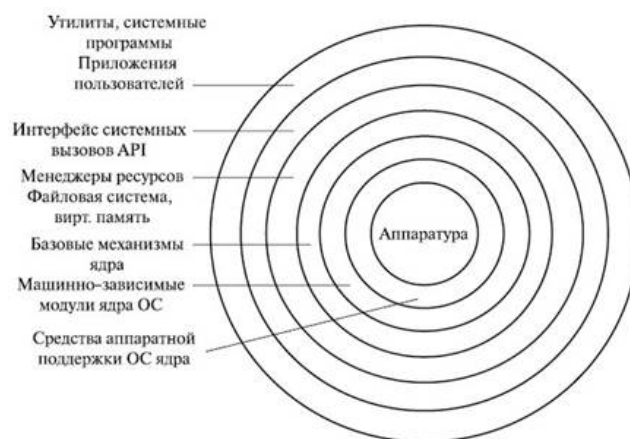 Утилиты, системные
программы
Приложения
пользователей
Интерфейс системных
вызовов API
Менеджеры ресурсов
Файловая система,
вирт. память
Базовые механизмы
ядра
Машинно-зависимые
модули ядра ОС
Средства аппаратной
поддержки ОС ядра
Аппаратура